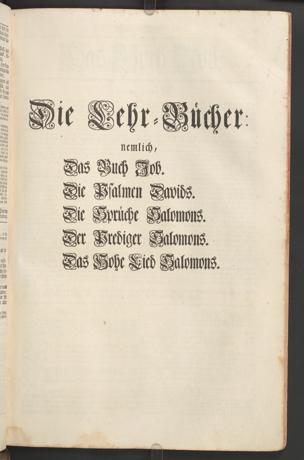 Die Lehr-Bücher:
nemlich,
Das Buch Job.
Die Psalmen Davids.
Die Sprüche Salomons.
Der Prediger Salomons.
Das Hohe Lied Salomons.